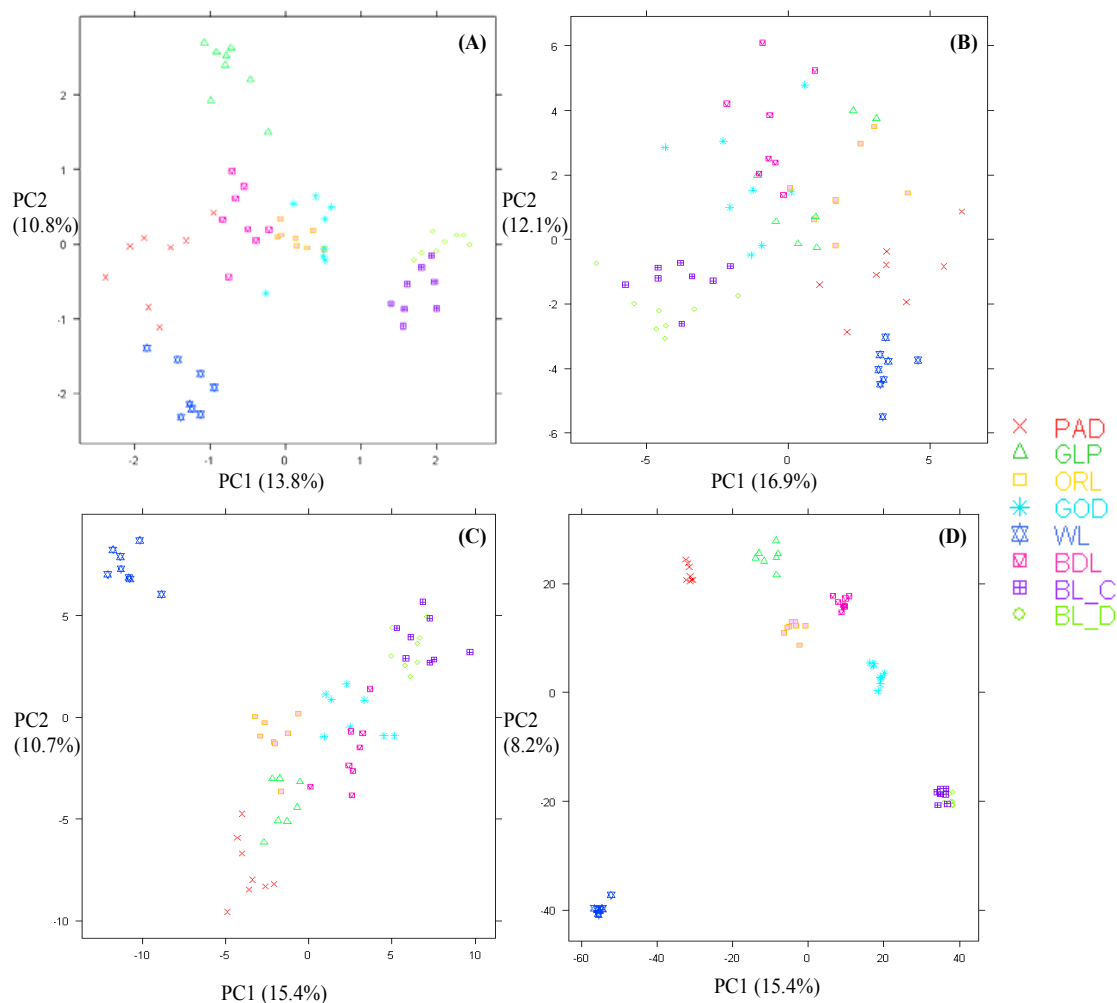 (A)
2
1
0
-1
-2
PC2
(10.8%)
-2
-1
0
1
2
PC1 (13.8%)
(B)
6
4
2
0
-2
-4
-6
PC2
(12.1%)
-5
0
5
PC1 (16.9%)
(C)
5
0
-5
-10
PC2
(10.7%)
-10
-5
0
5
10
PC1 (15.4%)
(D)
20
0
-20
-40
PC2
(8.2%)
-60
-40
-20
0
20
40
PC1 (15.4%)
PAD
GLP
ORL
GOD
WL
BDL
BL_C
BL_D